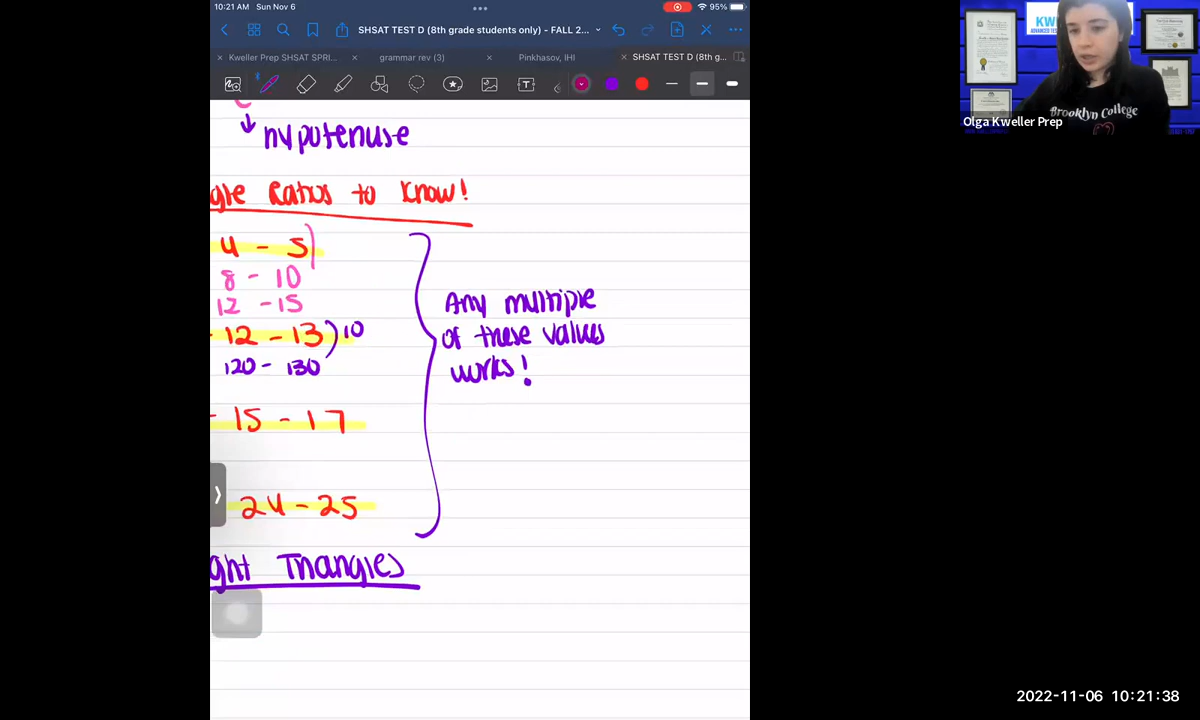 10:21 AM Sun Nov 6
95%
SHSAT TEST D (8th grade students only) - FALL 2...
Kweller Prep SHSAT SPRI...
grammar rev (3)
Pinkhasov, IHI
SHSAT TEST D (8th g...
hypotenuse
gle Ratios to Know!
4 - 5
8 - 10
12 - 15
- 12 - 13) 10
120 - 130
- 15 - 17
24 - 25
Any multiple
of these values
works!
ght Triangles
KW
Brooklyn College
Olga Kweller Prep
2022-11-06 10:21:38